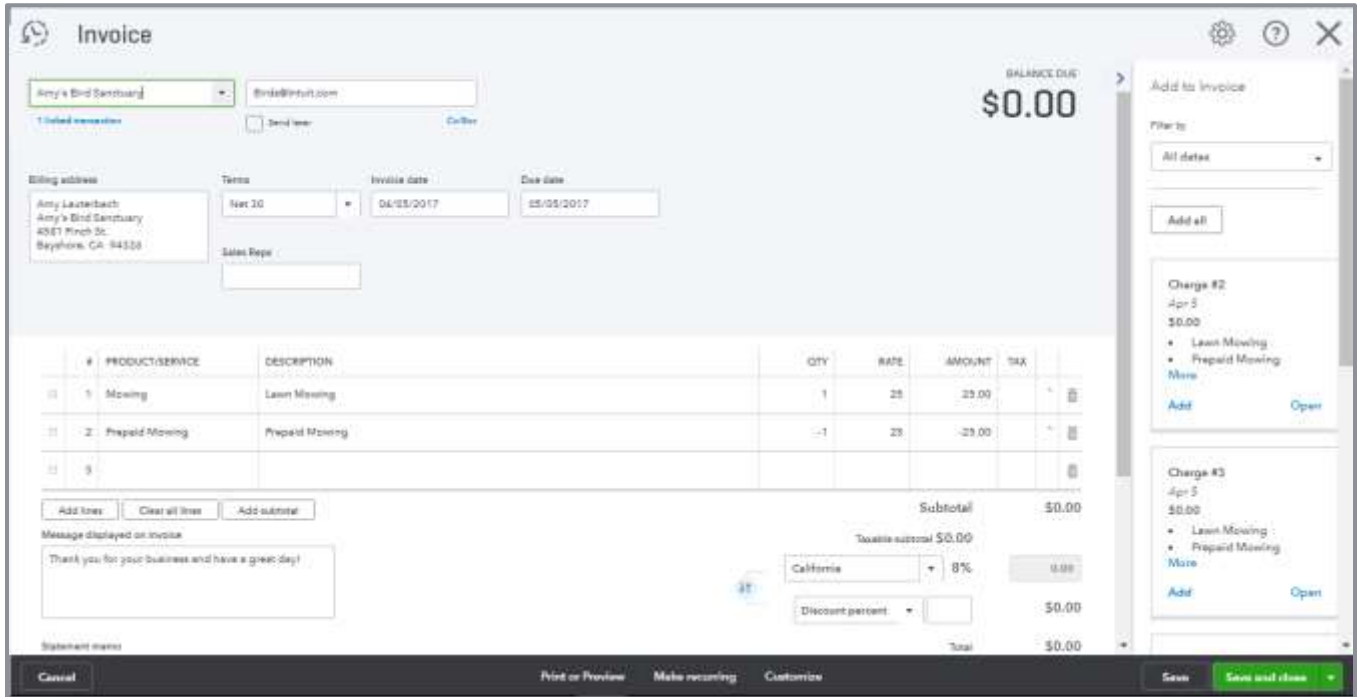 Invoice
BALANCE DUE
$0.00
Amy's Bird Sanctuary
Birds@Intuit.com
1 linked transaction
Send later
Cc/Bcc
Billing address
Terms
Invoice date
Due date
Amy Lauterbach
Amy's Bird Sanctuary
4581 Finch St.
Bayshore, CA 94326
Net 30
04/05/2017
05/05/2017
Sales Reps
# PRODUCT/SERVICE DESCRIPTION QTY RATE AMOUNT TAX
1 Mowing Lawn Mowing 1 25 25.00
2 Prepaid Mowing Prepaid Mowing -1 25 -25.00
3
Add lines Clear all lines Add subtotal
Subtotal $0.00
Message displayed on invoice
Taxable subtotal $0.00
Thank you for your business and have a great day!
California 8% 0.00
Discount percent $0.00
Statement memo
Total $0.00
Add to Invoice
Filter by
All dates
Add all
Charge #2
Apr 5
$0.00
• Lawn Mowing
• Prepaid Mowing
More
Add Open
Charge #3
Apr 5
$0.00
• Lawn Mowing
• Prepaid Mowing
More
Add Open
Cancel Print or Preview Make recurring Customize Save Save and close